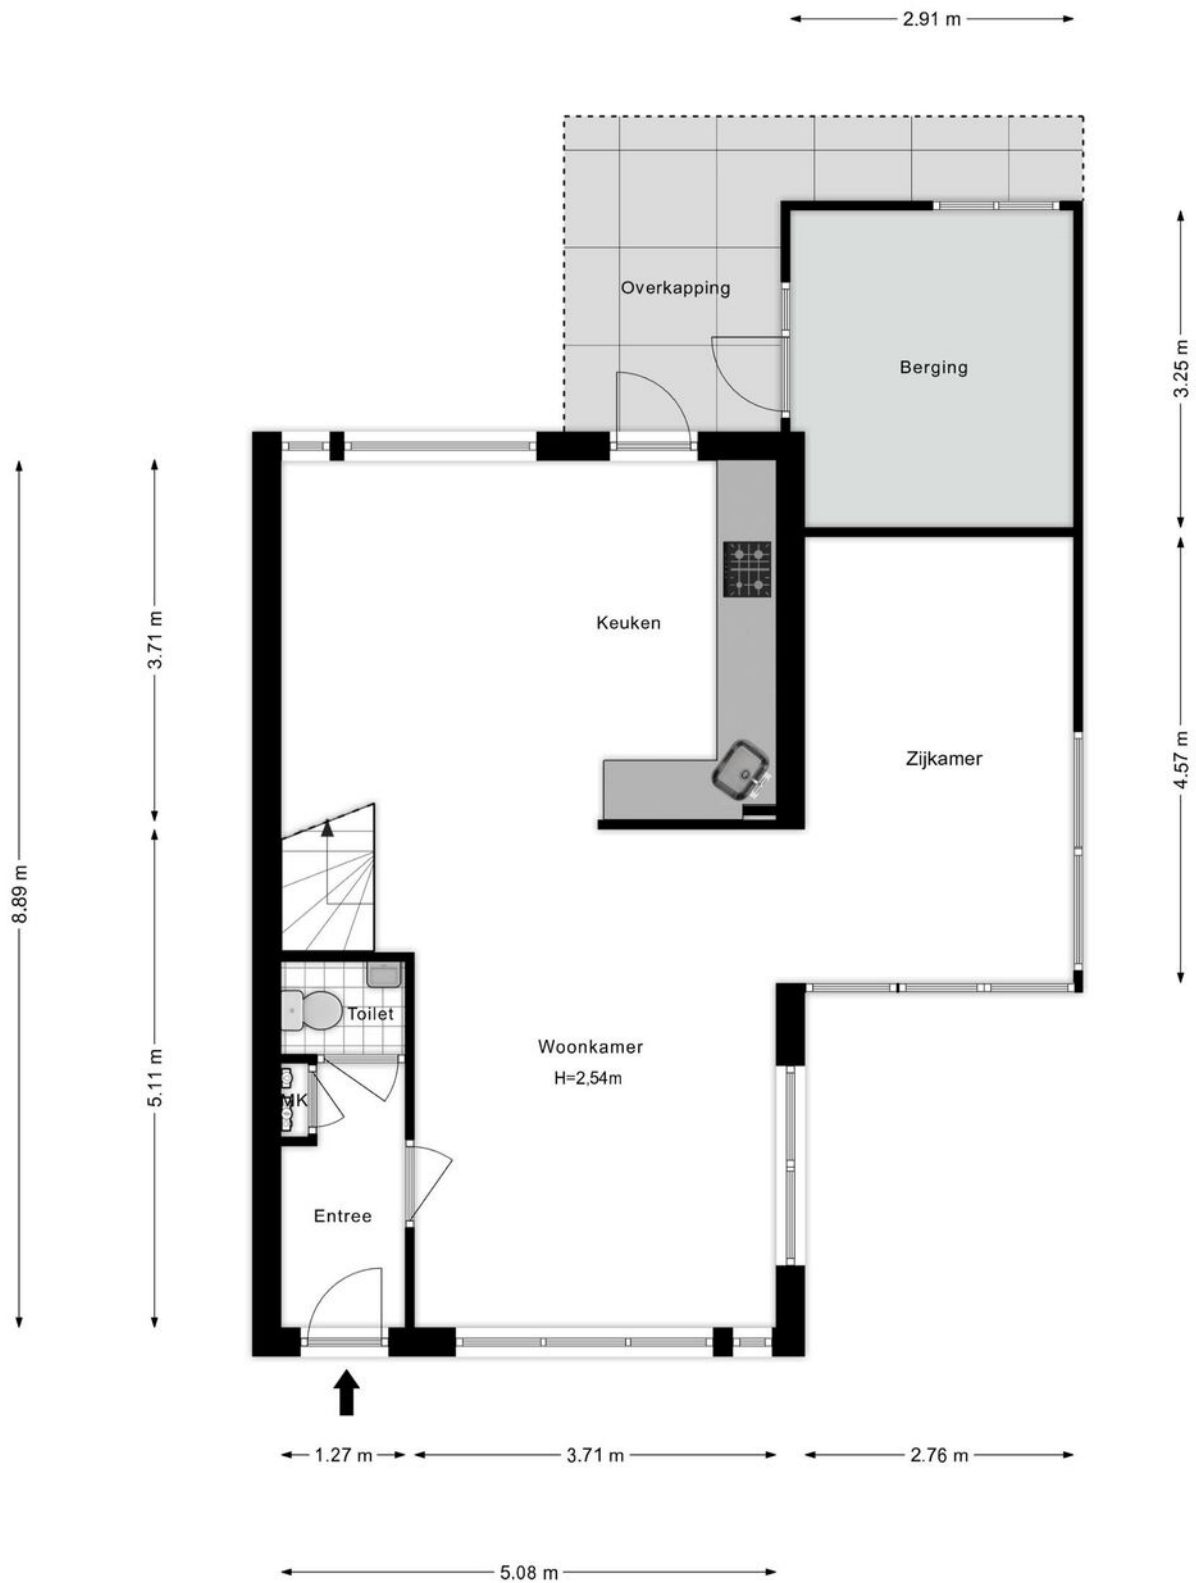 2.91 m
Overkapping
Berging
3.25 m
Keuken
3.71 m
Zijkamer
4.57 m
8.89 m
Toilet
Woonkamer
H=2,54m
MK
5.11 m
Entree
1.27 m
3.71 m
2.76 m
5.08 m